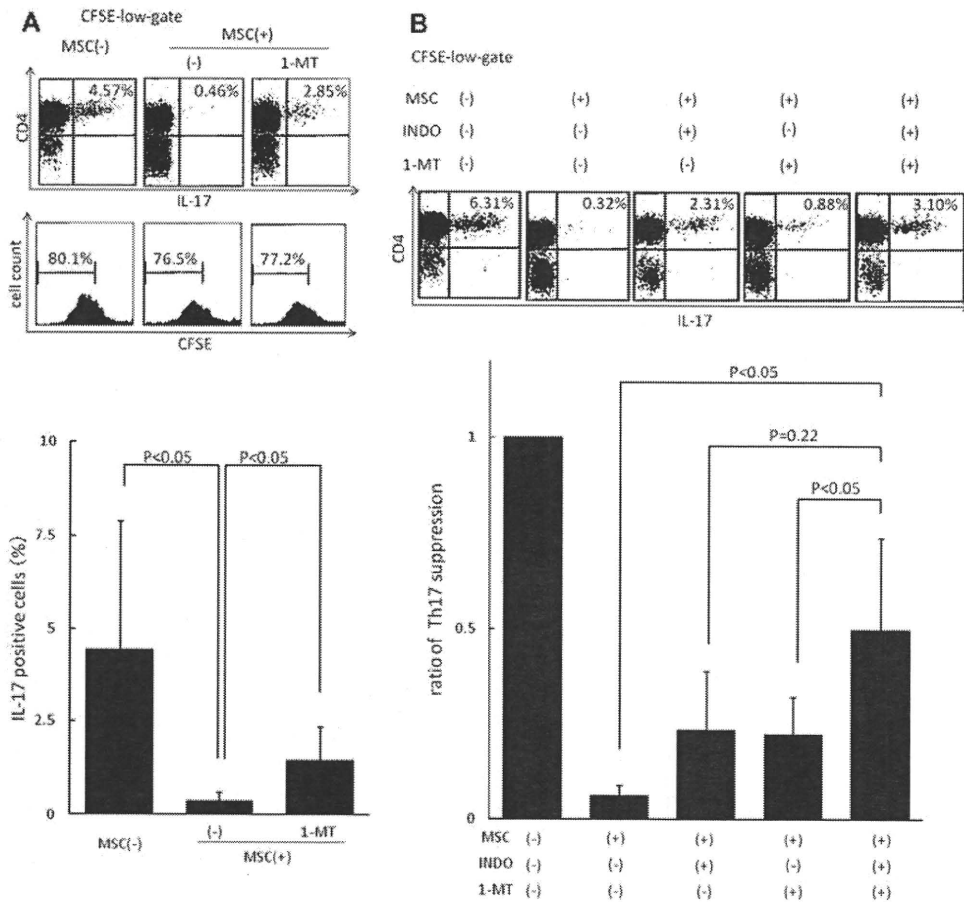 A
CFSE-low-gate
MSC(-)
MSC(+)
(-)
1-MT
4.57%
0.46%
2.85%
CD4
IL-17
80.1%
76.5%
77.2%
cell count
CFSE
P<0.05
P<0.05
10
7.5
5
2.5
0
IL-17 positive cells (%)
MSC(-)
(-)
1-MT
MSC(+)
B
CFSE-low-gate
MSC (-) (+) (+) (+) (+)
INDO (-) (-) (+) (-) (+)
1-MT (-) (-) (-) (+) (+)
6.31%
0.32%
2.31%
0.88%
3.10%
CD4
IL-17
P<0.05
P=0.22
P<0.05
1
0.5
0
ratio of Th17 suppression
MSC (-) (+) (+) (+) (+)
INDO (-) (-) (+) (-) (+)
1-MT (-) (-) (-) (+) (+)